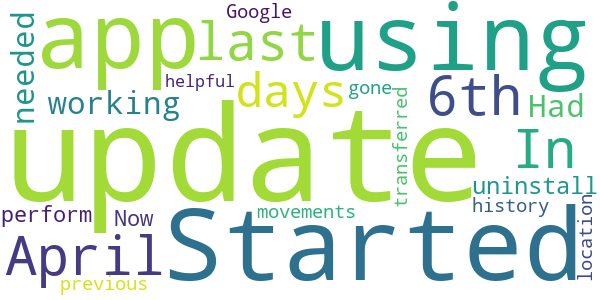 Google
app
last
using
needed
helpful
days
gone
6th
working
Had
transferred
update
In
uninstall
perform
Now
Started
movements
history
location
April
previous